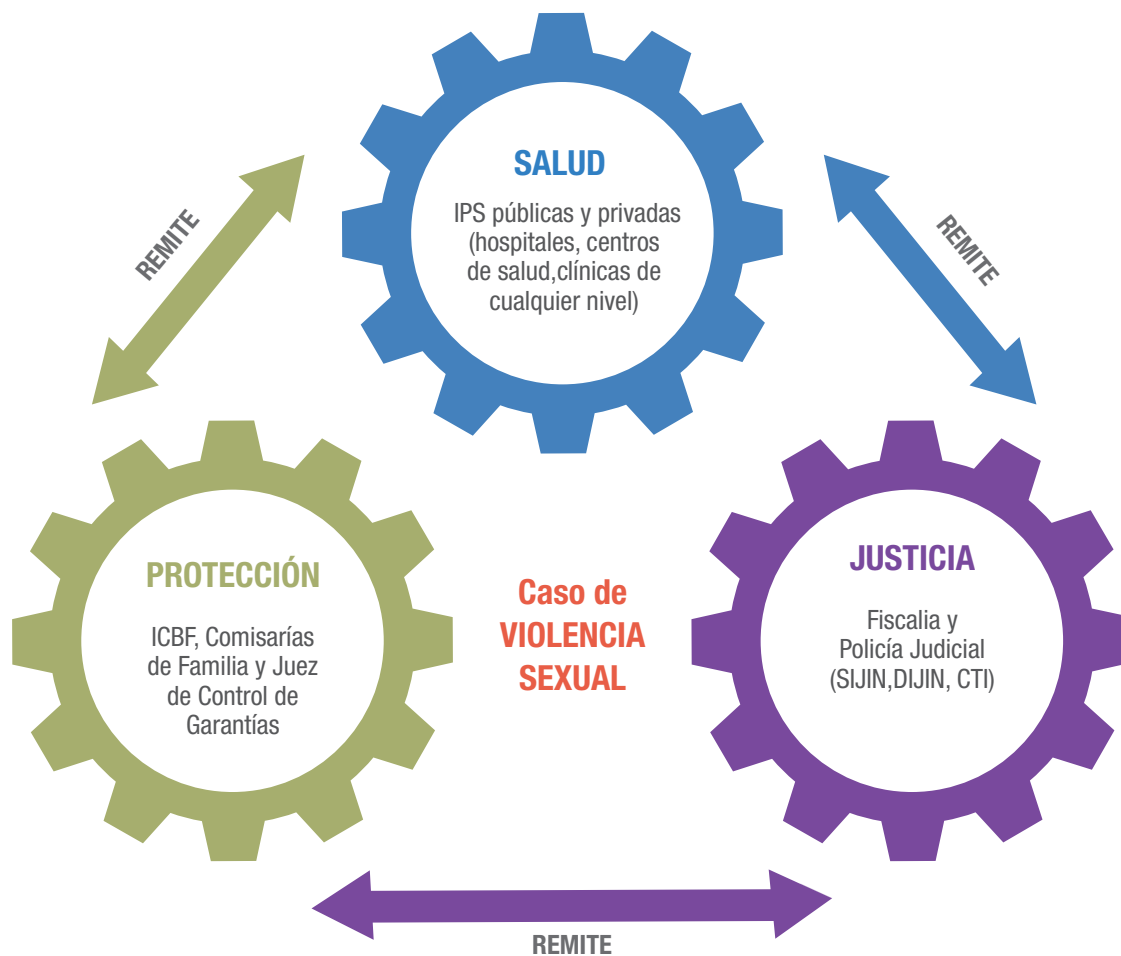 SALUD
IPS públicas y privadas
(hospitales, centros
de salud,clínicas de
cualquier nivel)
REMITE
REMITE
PROTECCIÓN
ICBF, Comisarías
de Familia y Juez
de Control de
Garantías
Caso de
VIOLENCIA
SEXUAL
JUSTICIA
Fiscalia y
Policía Judicial
(SIJIN,DIJIN, CTI)
REMITE